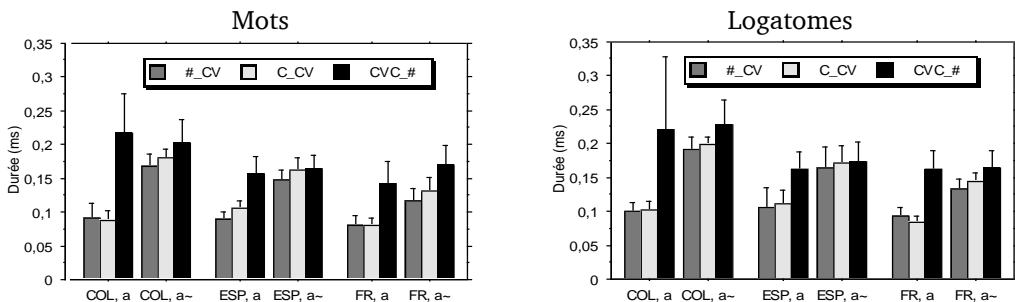 Mots
Durée (ms)
0,35
0,3
0,25
0,2
0,15
0,1
0,05
0
#_CV C_CV CVC_#
COL, a COL, a~ ESP, a ESP, a~ FR, a FR, a~
Logatomes
Durée (ms)
0,35
0,3
0,25
0,2
0,15
0,1
0,05
0
#_CV C_CV CVC_#
COL, a COL, a~ ESP, a ESP, a~ FR, a FR, a~